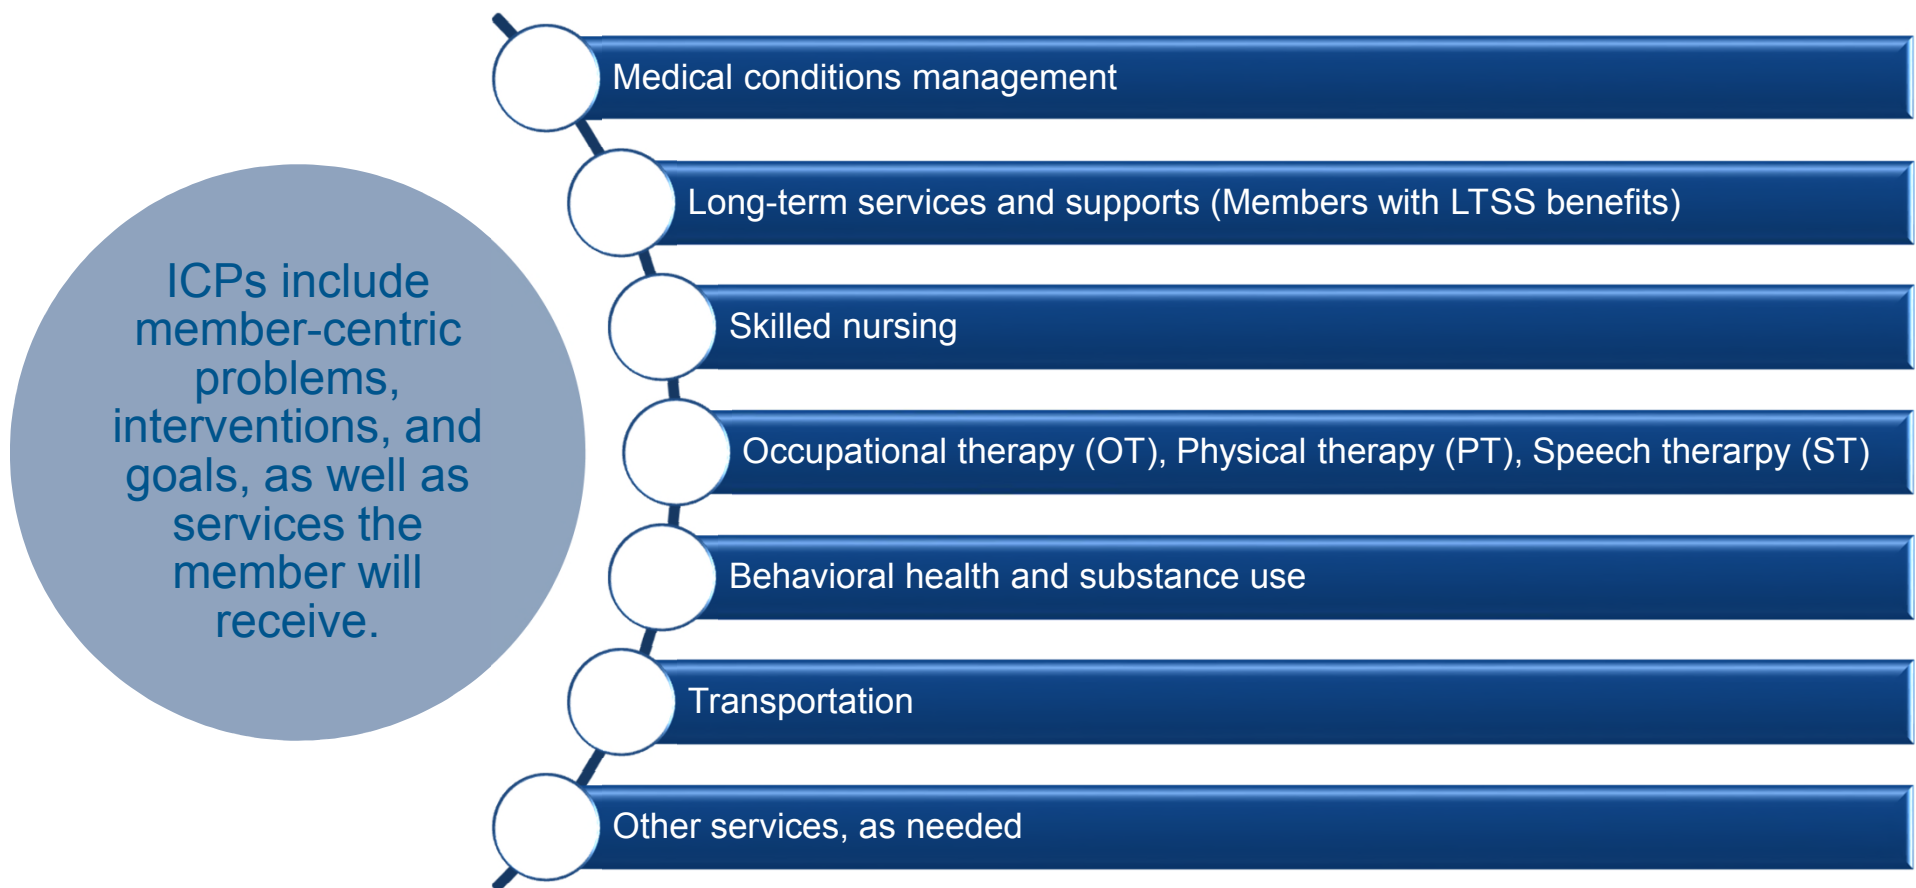 ICPs include
member-centric
problems,
interventions, and
goals, as well as
services the
member will
receive.
Medical conditions management
Long-term services and supports (Members with LTSS benefits)
Skilled nursing
Occupational therapy (OT), Physical therapy (PT), Speech therarpy (ST)
Behavioral health and substance use
Transportation
Other services, as needed